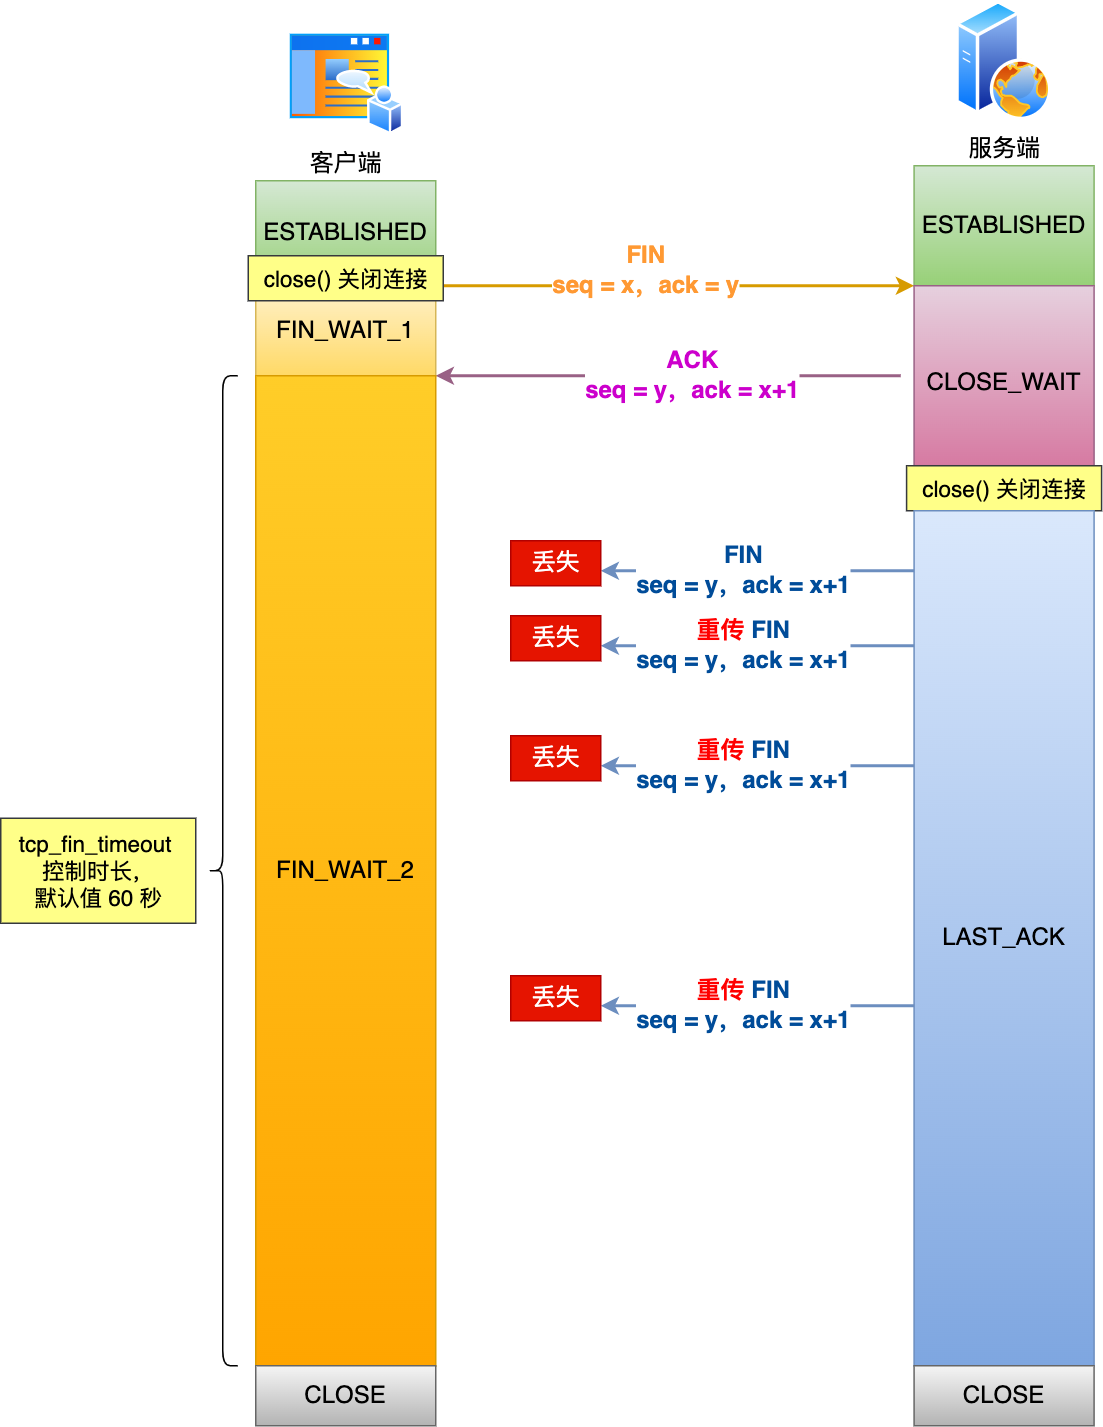 客户端
服务端
ESTABLISHED
ESTABLISHED
close() 关闭连接
FIN
seq = x，ack = y
FIN_WAIT_1
ACK
seq = y，ack = x+1
CLOSE_WAIT
close() 关闭连接
丢失
FIN
seq = y，ack = x+1
丢失
重传 FIN
seq = y，ack = x+1
丢失
重传 FIN
seq = y，ack = x+1
tcp_fin_timeout
控制时长，
默认值 60 秒
FIN_WAIT_2
LAST_ACK
丢失
重传 FIN
seq = y，ack = x+1
CLOSE
CLOSE